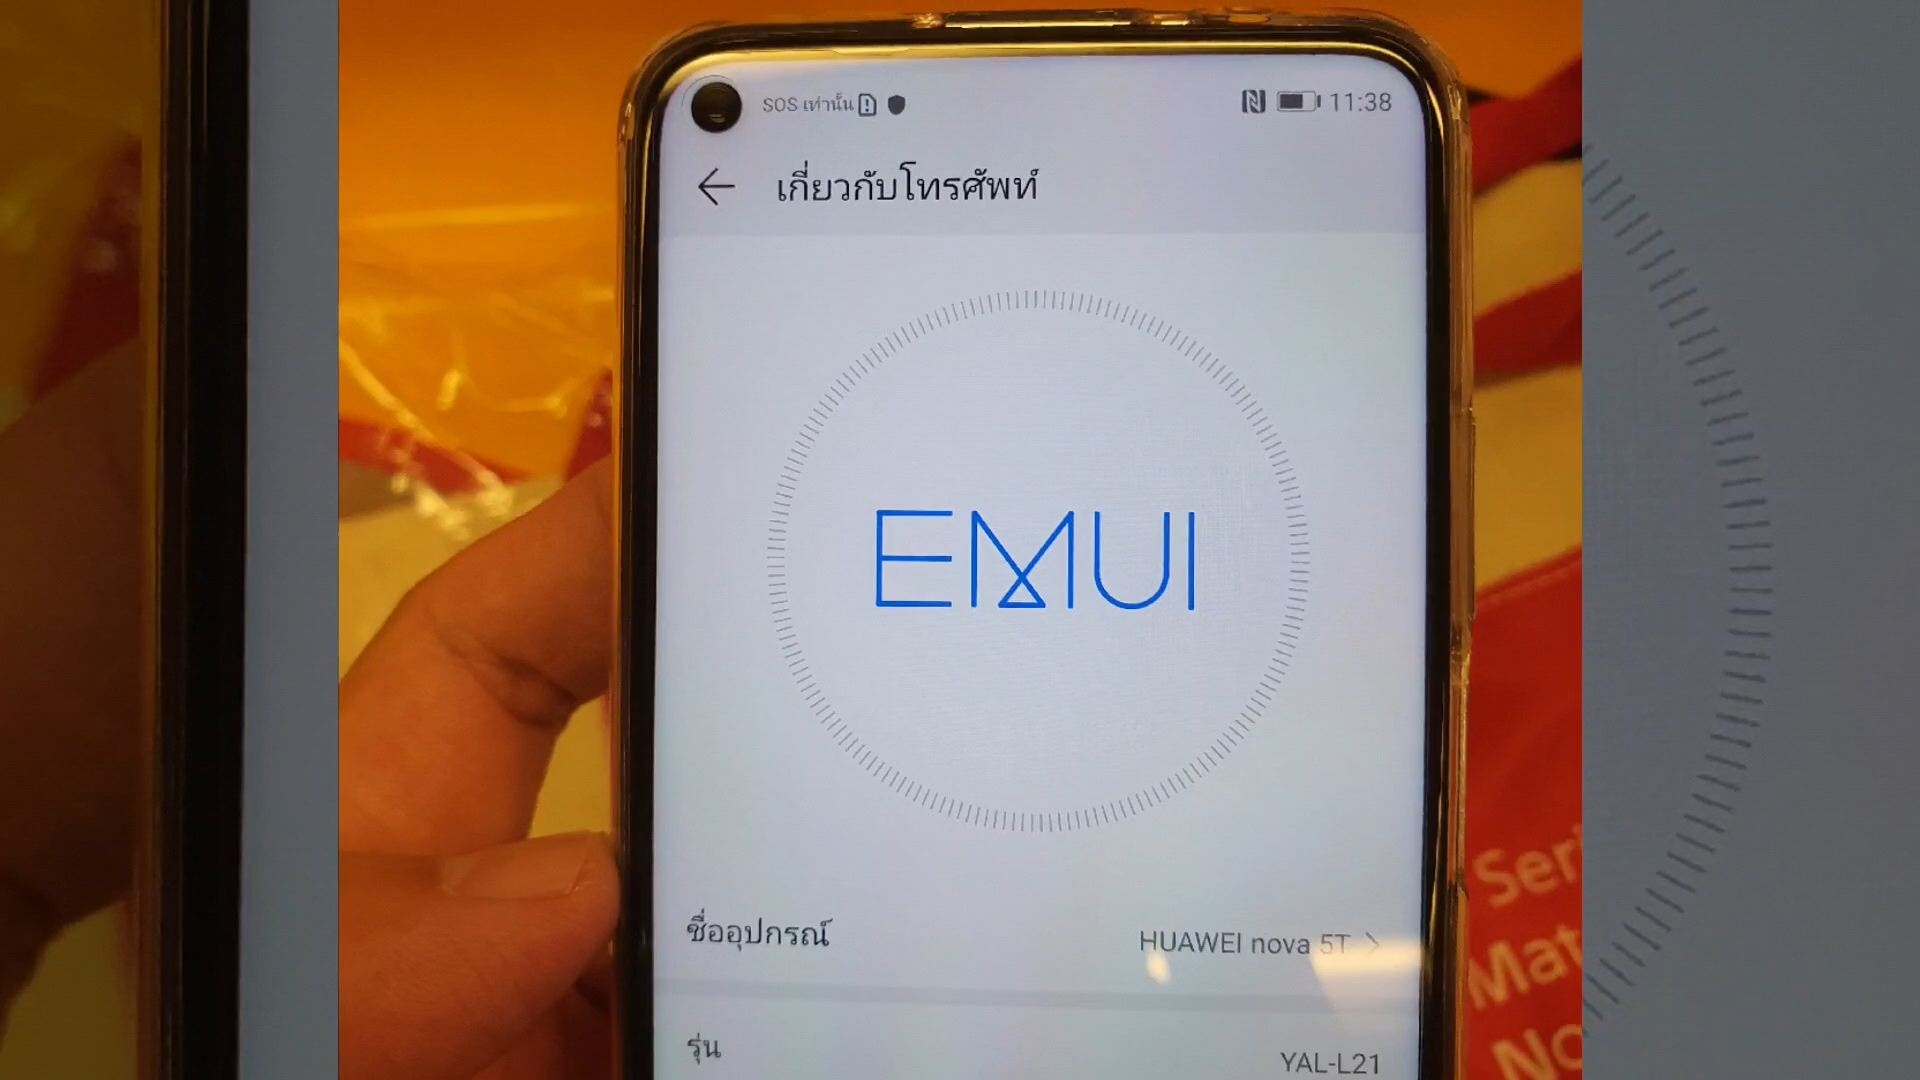 SOS เท่านั้น 11:38
เกี่ยวกับโทรศัพท์
EMUI
ชื่ออุปกรณ์ HUAWEI nova 5T
รุ่น YAL-L21